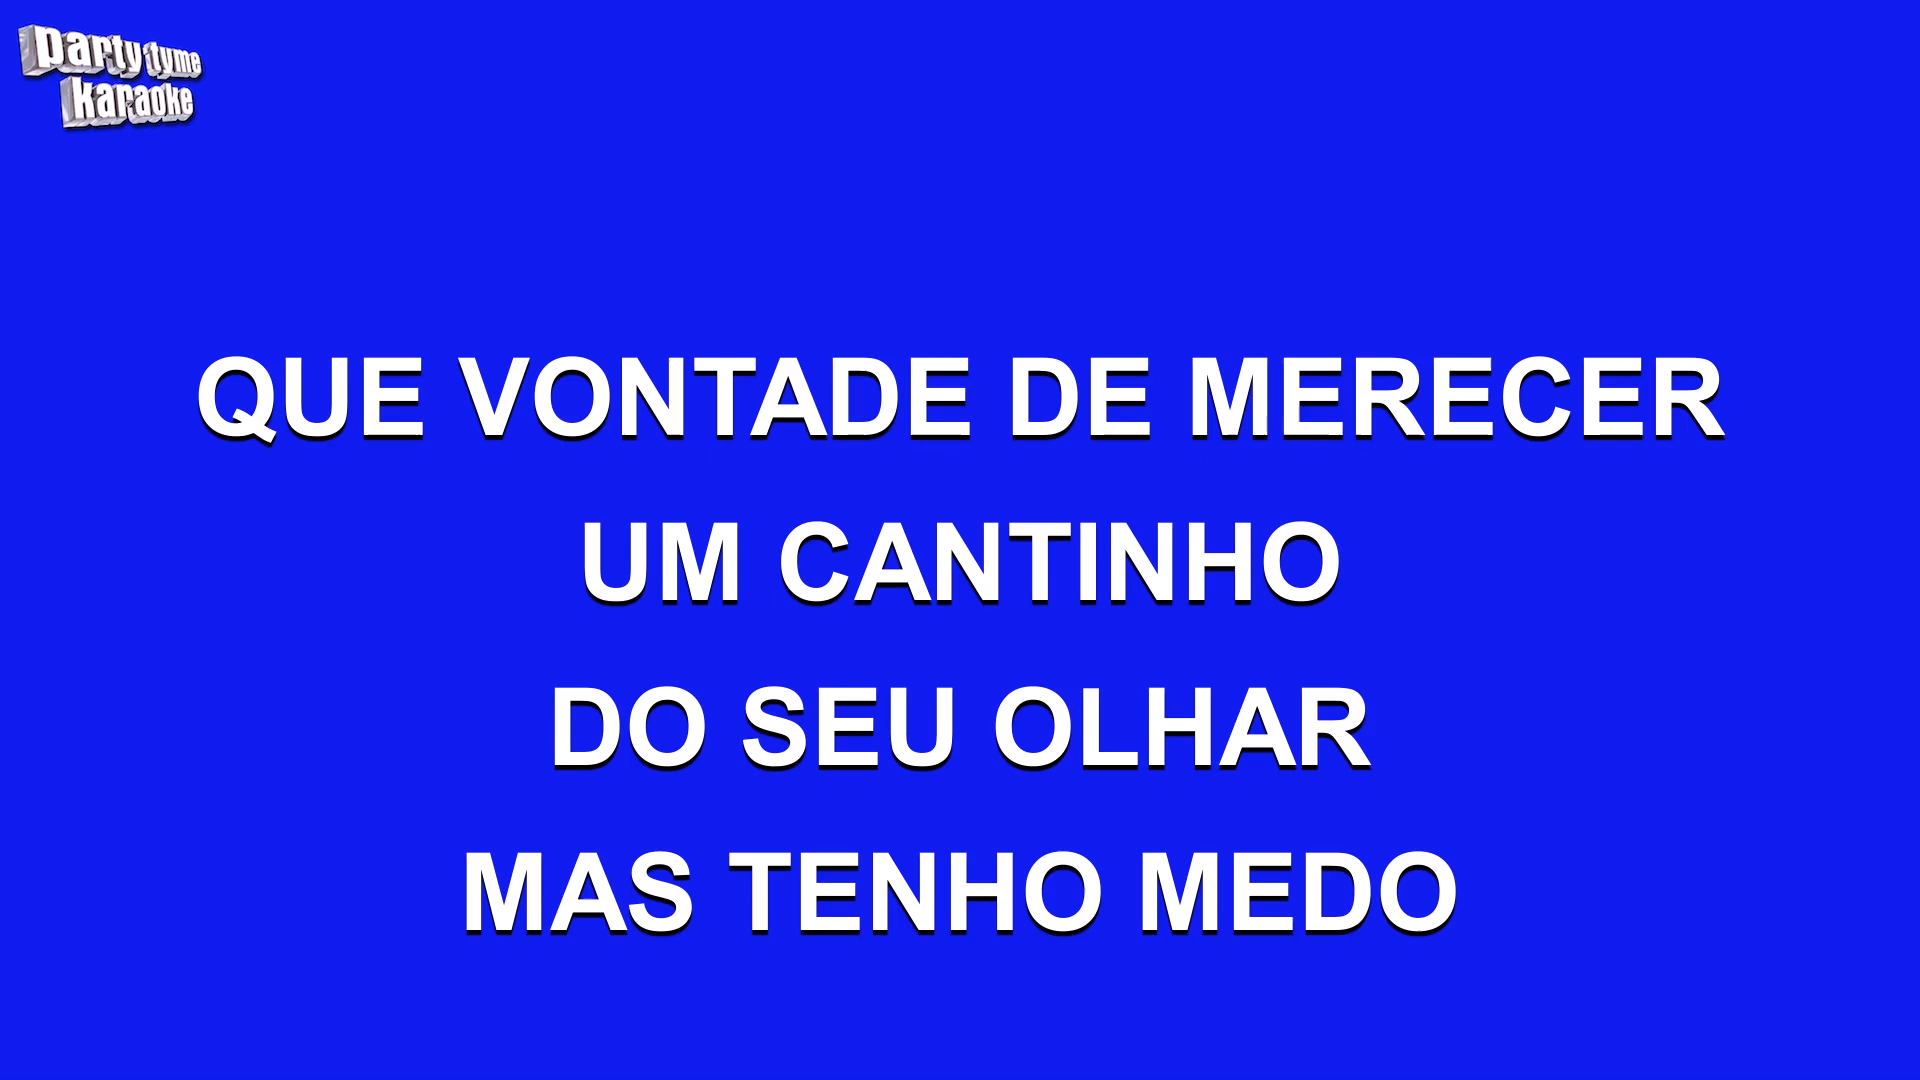 party tyme
karaoke
QUE VONTADE DE MERECER
UM CANTINHO
DO SEU OLHAR
MAS TENHO MEDO